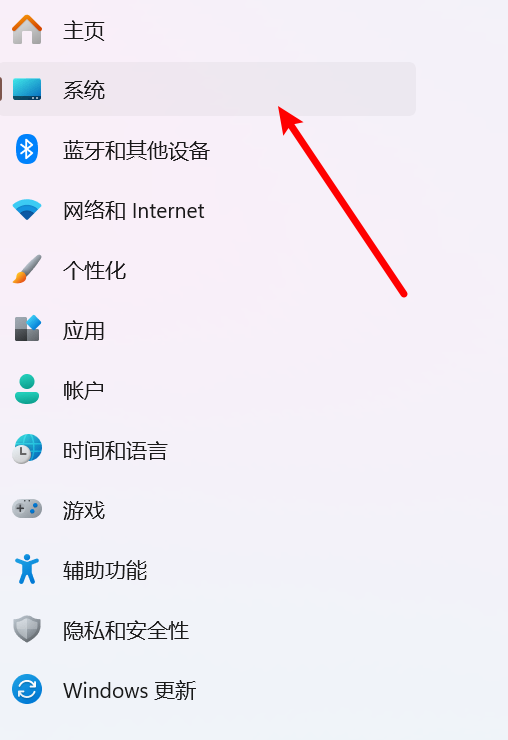 主页
系统
蓝牙和其他设备
网络和 Internet
个性化
应用
帐户
时间和语言
游戏
辅助功能
隐私和安全性
Windows 更新